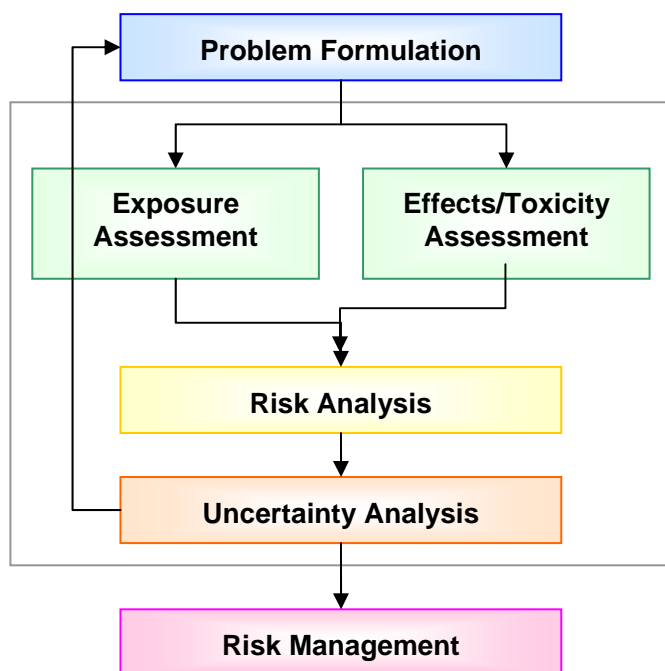 Problem Formulation
Exposure
Assessment
Effects/Toxicity
Assessment
Risk Analysis
Uncertainty Analysis
Risk Management